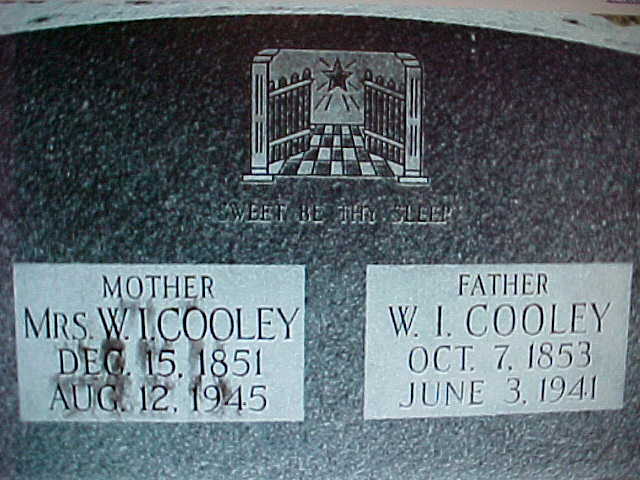 SWEET BE THY SLEEP
MOTHER
MRS. W. I. COOLEY
DEC. 15, 1851
AUG. 12, 1945
FATHER
W. I. COOLEY
OCT. 7, 1853
JUNE 3, 1941